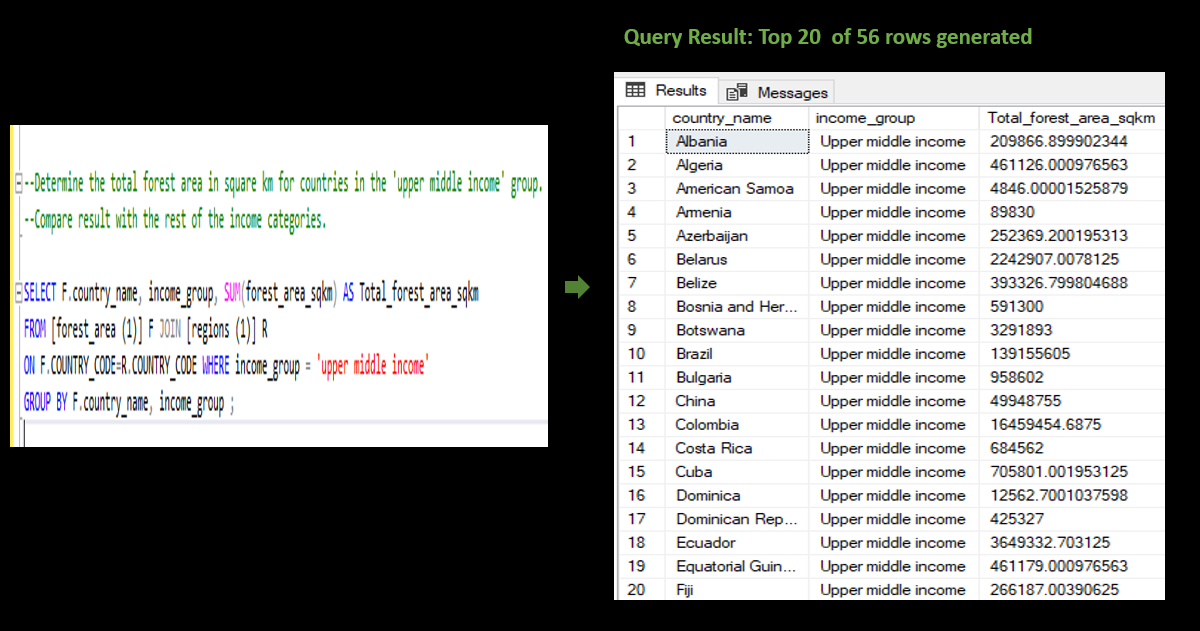 Query Result: Top 20 of 56 rows generated
--Determine the total forest area in square km for countries in the 'upper middle income' group.
--Compare result with the rest of the income categories.
SELECT F.country_name, income_group, SUM(forest_area_sqkm) AS Total_forest_area_sqkm
FROM [forest_area (1)] F JOIN [regions (1)] R
ON F.COUNTRY_CODE=R.COUNTRY_CODE WHERE income_group = 'upper middle income'
GROUP BY F.country_name, income_group ;
Results Messages
country_name income_group Total_forest_area_sqkm
1 Albania Upper middle income 209866.899902344
2 Algeria Upper middle income 461126.000976563
3 American Samoa Upper middle income 4846.00001525879
4 Armenia Upper middle income 89830
5 Azerbaijan Upper middle income 252369.200195313
6 Belarus Upper middle income 2242907.0078125
7 Belize Upper middle income 393326.799804688
8 Bosnia and Her... Upper middle income 591300
9 Botswana Upper middle income 3291893
10 Brazil Upper middle income 139155605
11 Bulgaria Upper middle income 958602
12 China Upper middle income 49948755
13 Colombia Upper middle income 16459454.6875
14 Costa Rica Upper middle income 684562
15 Cuba Upper middle income 705801.001953125
16 Dominica Upper middle income 12562.7001037598
17 Dominican Rep... Upper middle income 425327
18 Ecuador Upper middle income 3649332.703125
19 Equatorial Guin... Upper middle income 461179.000976563
20 Fiji Upper middle income 266187.00390625